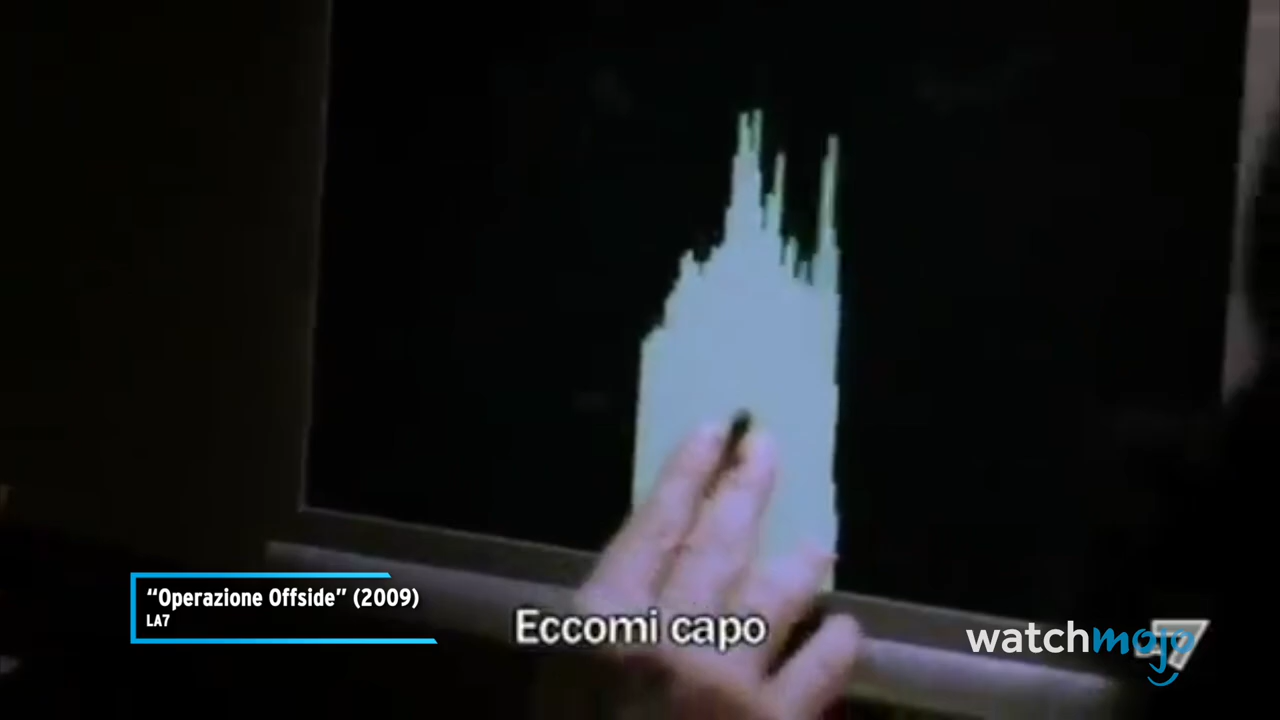 “Operazione Offside” (2009)
LA7
Eccomi capo
watchmojo